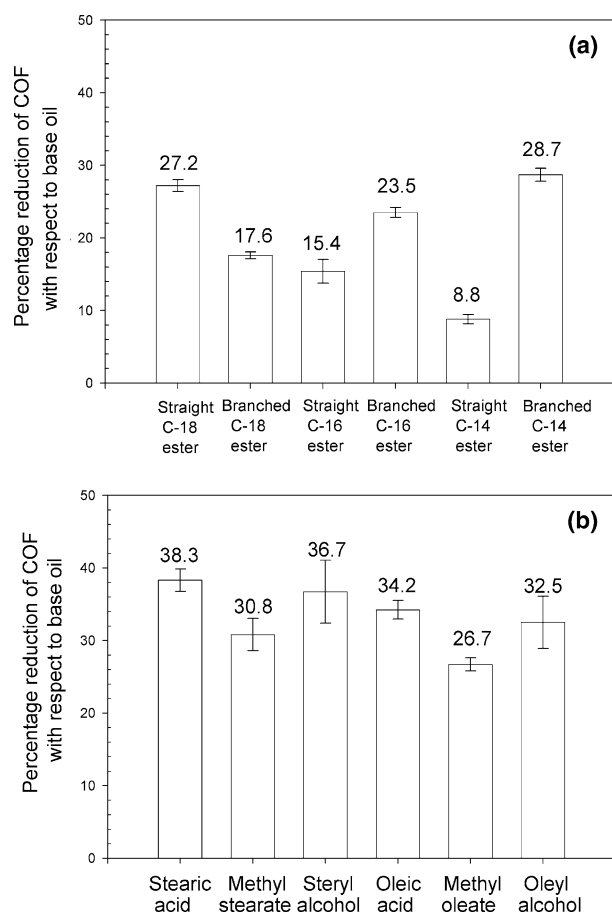 (a)
Percentage reduction of COF
with respect to base oil
50
40
30
20
10
0
27.2
17.6
15.4
23.5
8.8
28.7
Straight
C-18
ester
Branched
C-18
ester
Straight
C-16
ester
Branched
C-16
ester
Straight
C-14
ester
Branched
C-14
ester
(b)
Percentage reduction of COF
with respect to base oil
50
40
30
20
10
0
38.3
30.8
36.7
34.2
26.7
32.5
Stearic
acid
Methyl
stearate
Steryl
alcohol
Oleic
acid
Methyl
oleate
Oleyl
alcohol